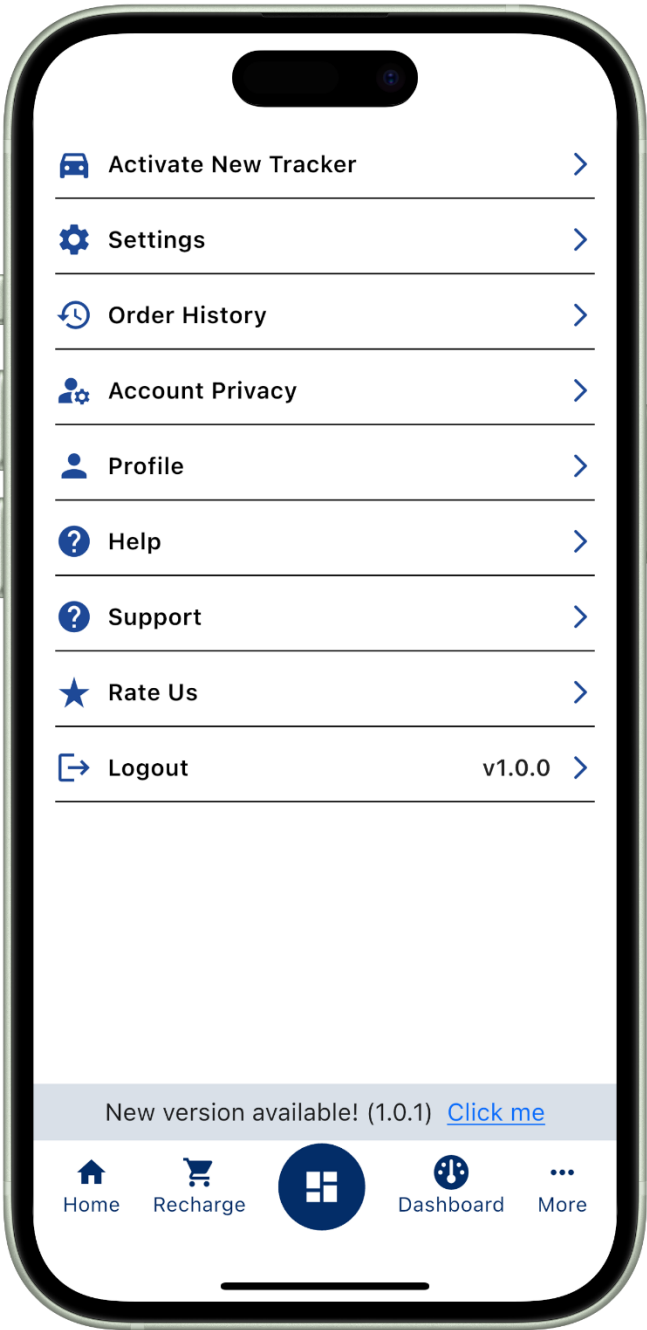 Activate New Tracker
Settings
Order History
Account Privacy
Profile
Help
Support
Rate Us
Logout v1.0.0
New version available! (1.0.1) Click me
Home Recharge Dashboard More